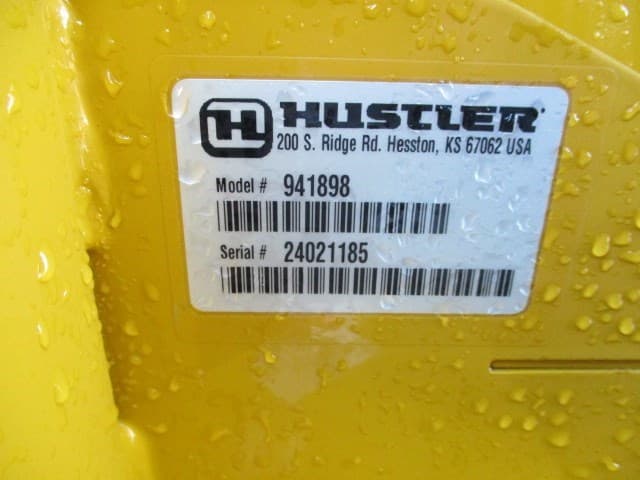 H HUSTLER
200 S. Ridge Rd. Hesston, KS 67062 USA
Model # 941898
Serial # 24021185